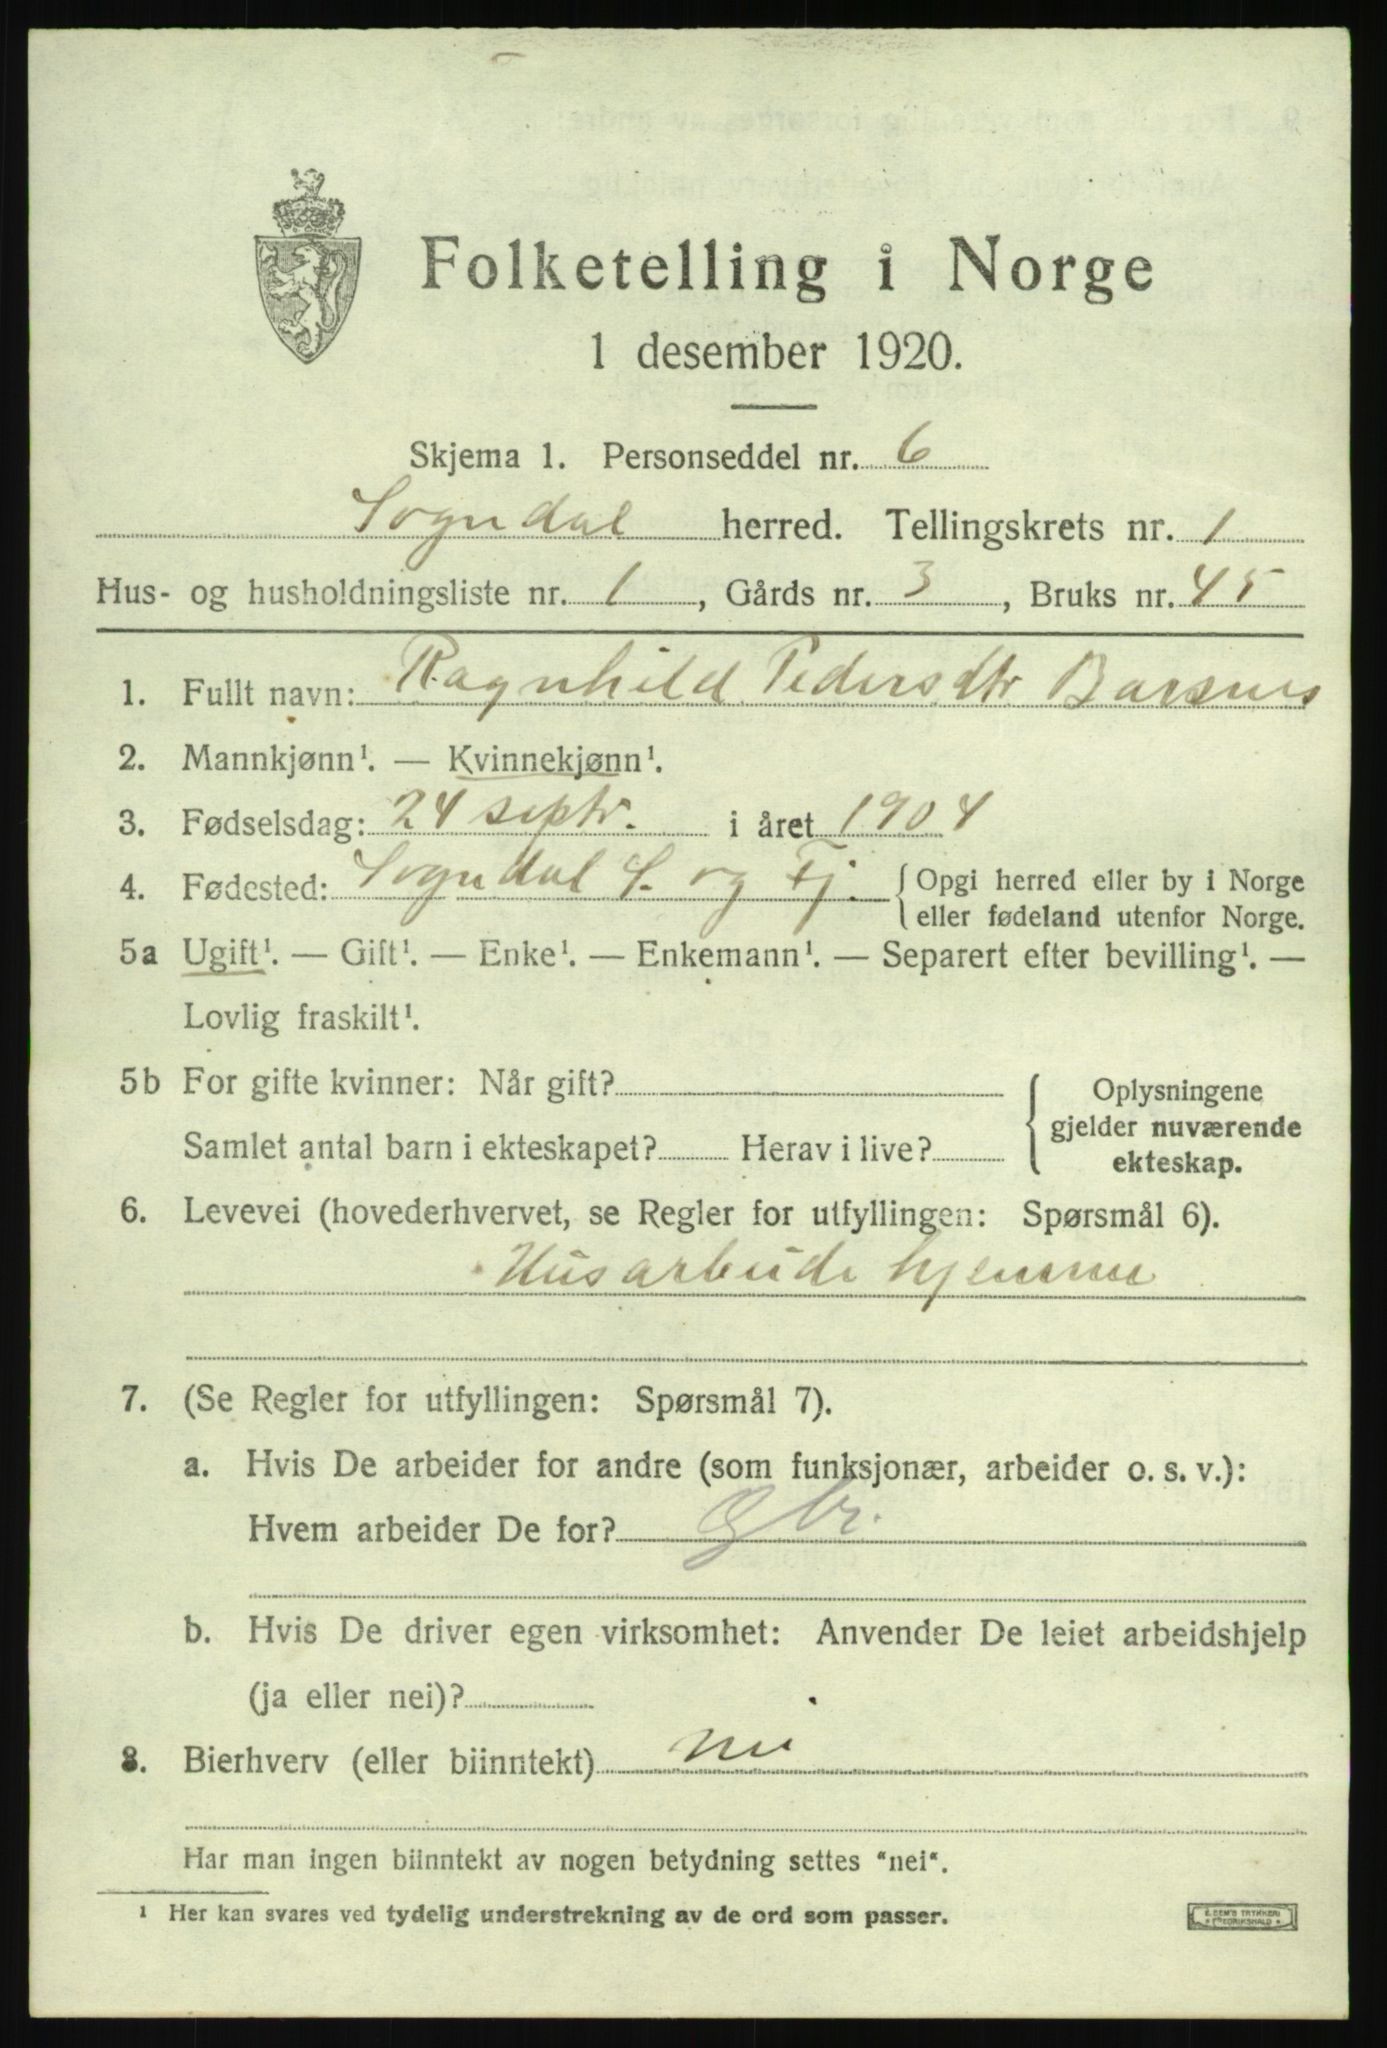 Folketelling i Norge
1 desember 1920.
Skjema 1. Personseddel nr. 6
Sogndal herred. Tellingskrets nr. 1
Hus- og husholdningsliste nr. 1, Gårds nr. 3, Bruks nr. 45
1. Fullt navn: Ragnhild Pedersdtr Barsnes
2. Mannkjønn¹. — Kvinnekjønn¹.
3. Fødselsdag: 24 septr. i året 1904
4. Fødested: Sogndal S. og Fj. {Opgi herred eller by i Norge
eller fødeland utenfor Norge.
5a Ugift¹. — Gift¹. — Enke¹. — Enkemann¹. — Separert efter bevilling¹. —
Lovlig fraskilt¹.
5b For gifte kvinner: Når gift?
Samlet antal barn i ekteskapet? Herav i live?
{Oplysningene
gjelder nuværende
ekteskap.
6. Levevei (hovederhvervet, se Regler for utfyllingen: Spørsmål 6).
Husarbeide hjemme
7. (Se Regler for utfyllingen: Spørsmål 7).
a. Hvis De arbeider for andre (som funksjonær, arbeider o. s. v.):
Hvem arbeider De for? Gbr.
b. Hvis De driver egen virksomhet: Anvender De leiet arbeidshjelp
(ja eller nei)?
8. Bierhverv (eller biinntekt) nei
Har man ingen biinntekt av nogen betydning settes "nei".
¹ Her kan svares ved tydelig understrekning av de ord som passer.
E. SEM'S TRYKKERI
FREDRIKSHALD